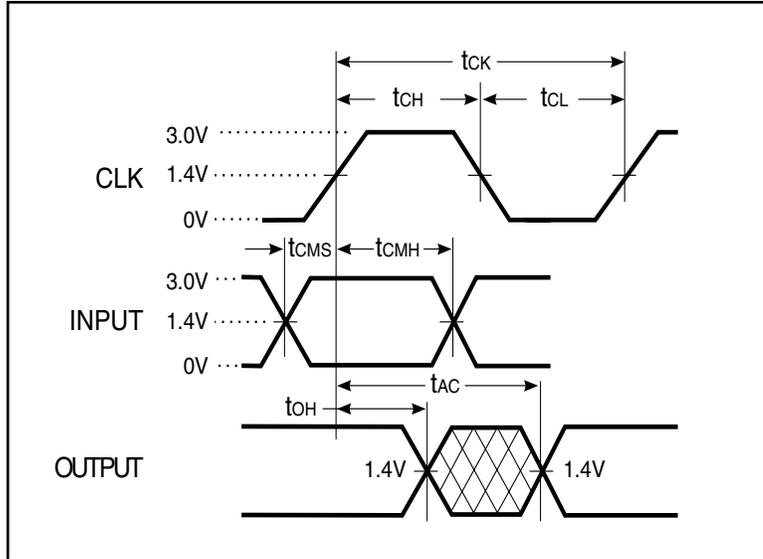 tCK
tCH tCL
3.0V
CLK 1.4V
0V
tCMS tCMH
3.0V
INPUT 1.4V
0V
tAC
tOH
OUTPUT 1.4V 1.4V